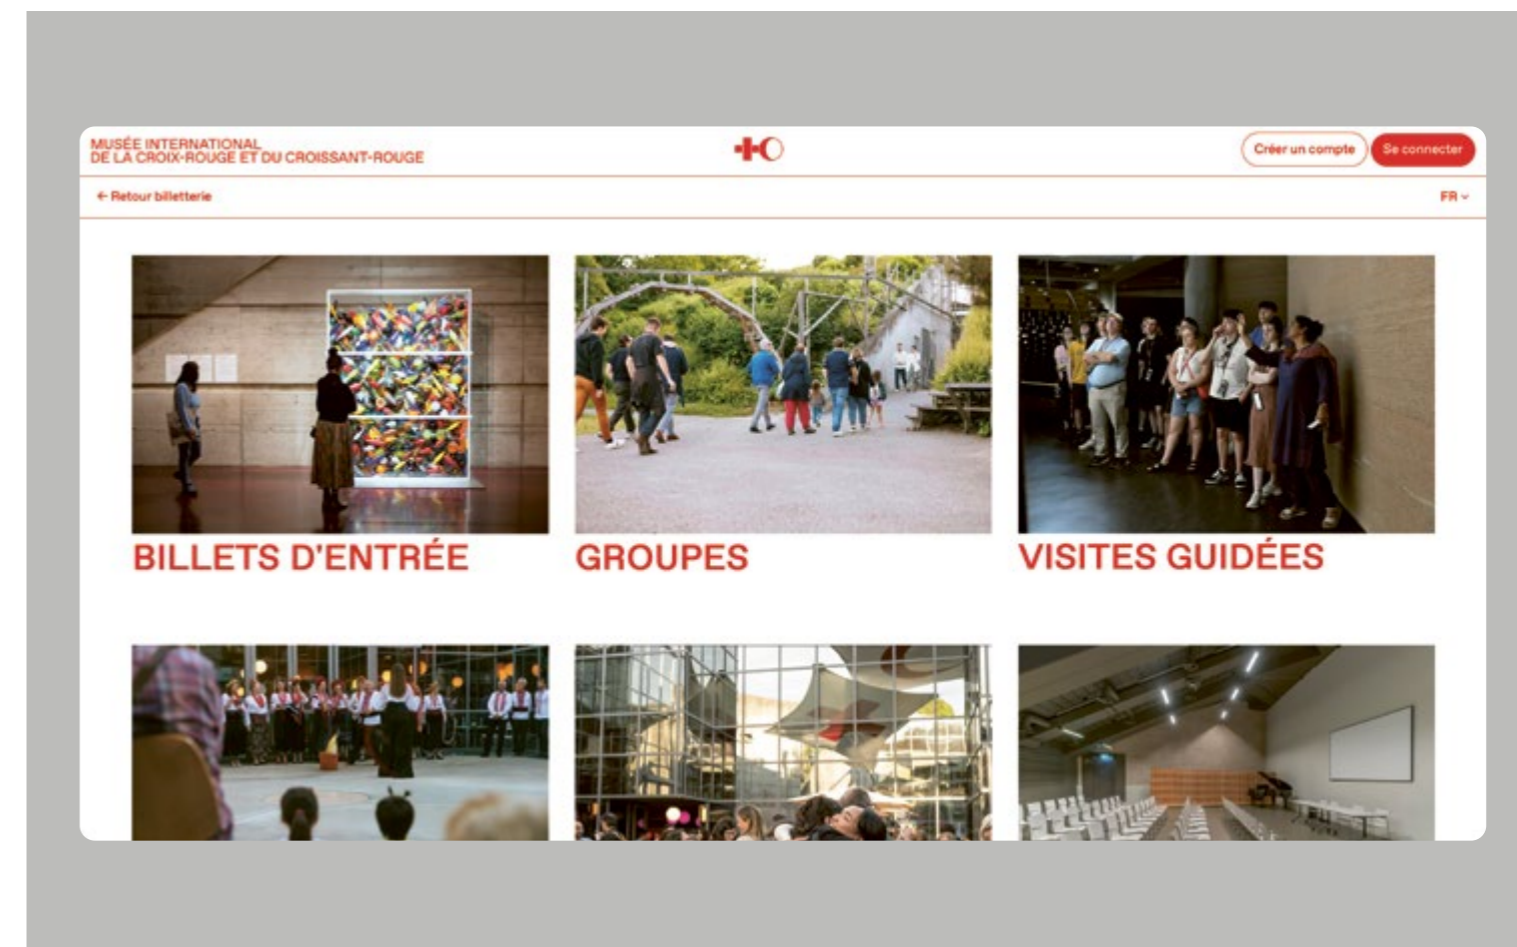 MUSÉE INTERNATIONAL
DE LA CROIX-ROUGE ET DU CROISSANT-ROUGE
Créer un compte
Se connecter
← Retour billetterie
FR
BILLETS D'ENTRÉE
GROUPES
VISITES GUIDÉES